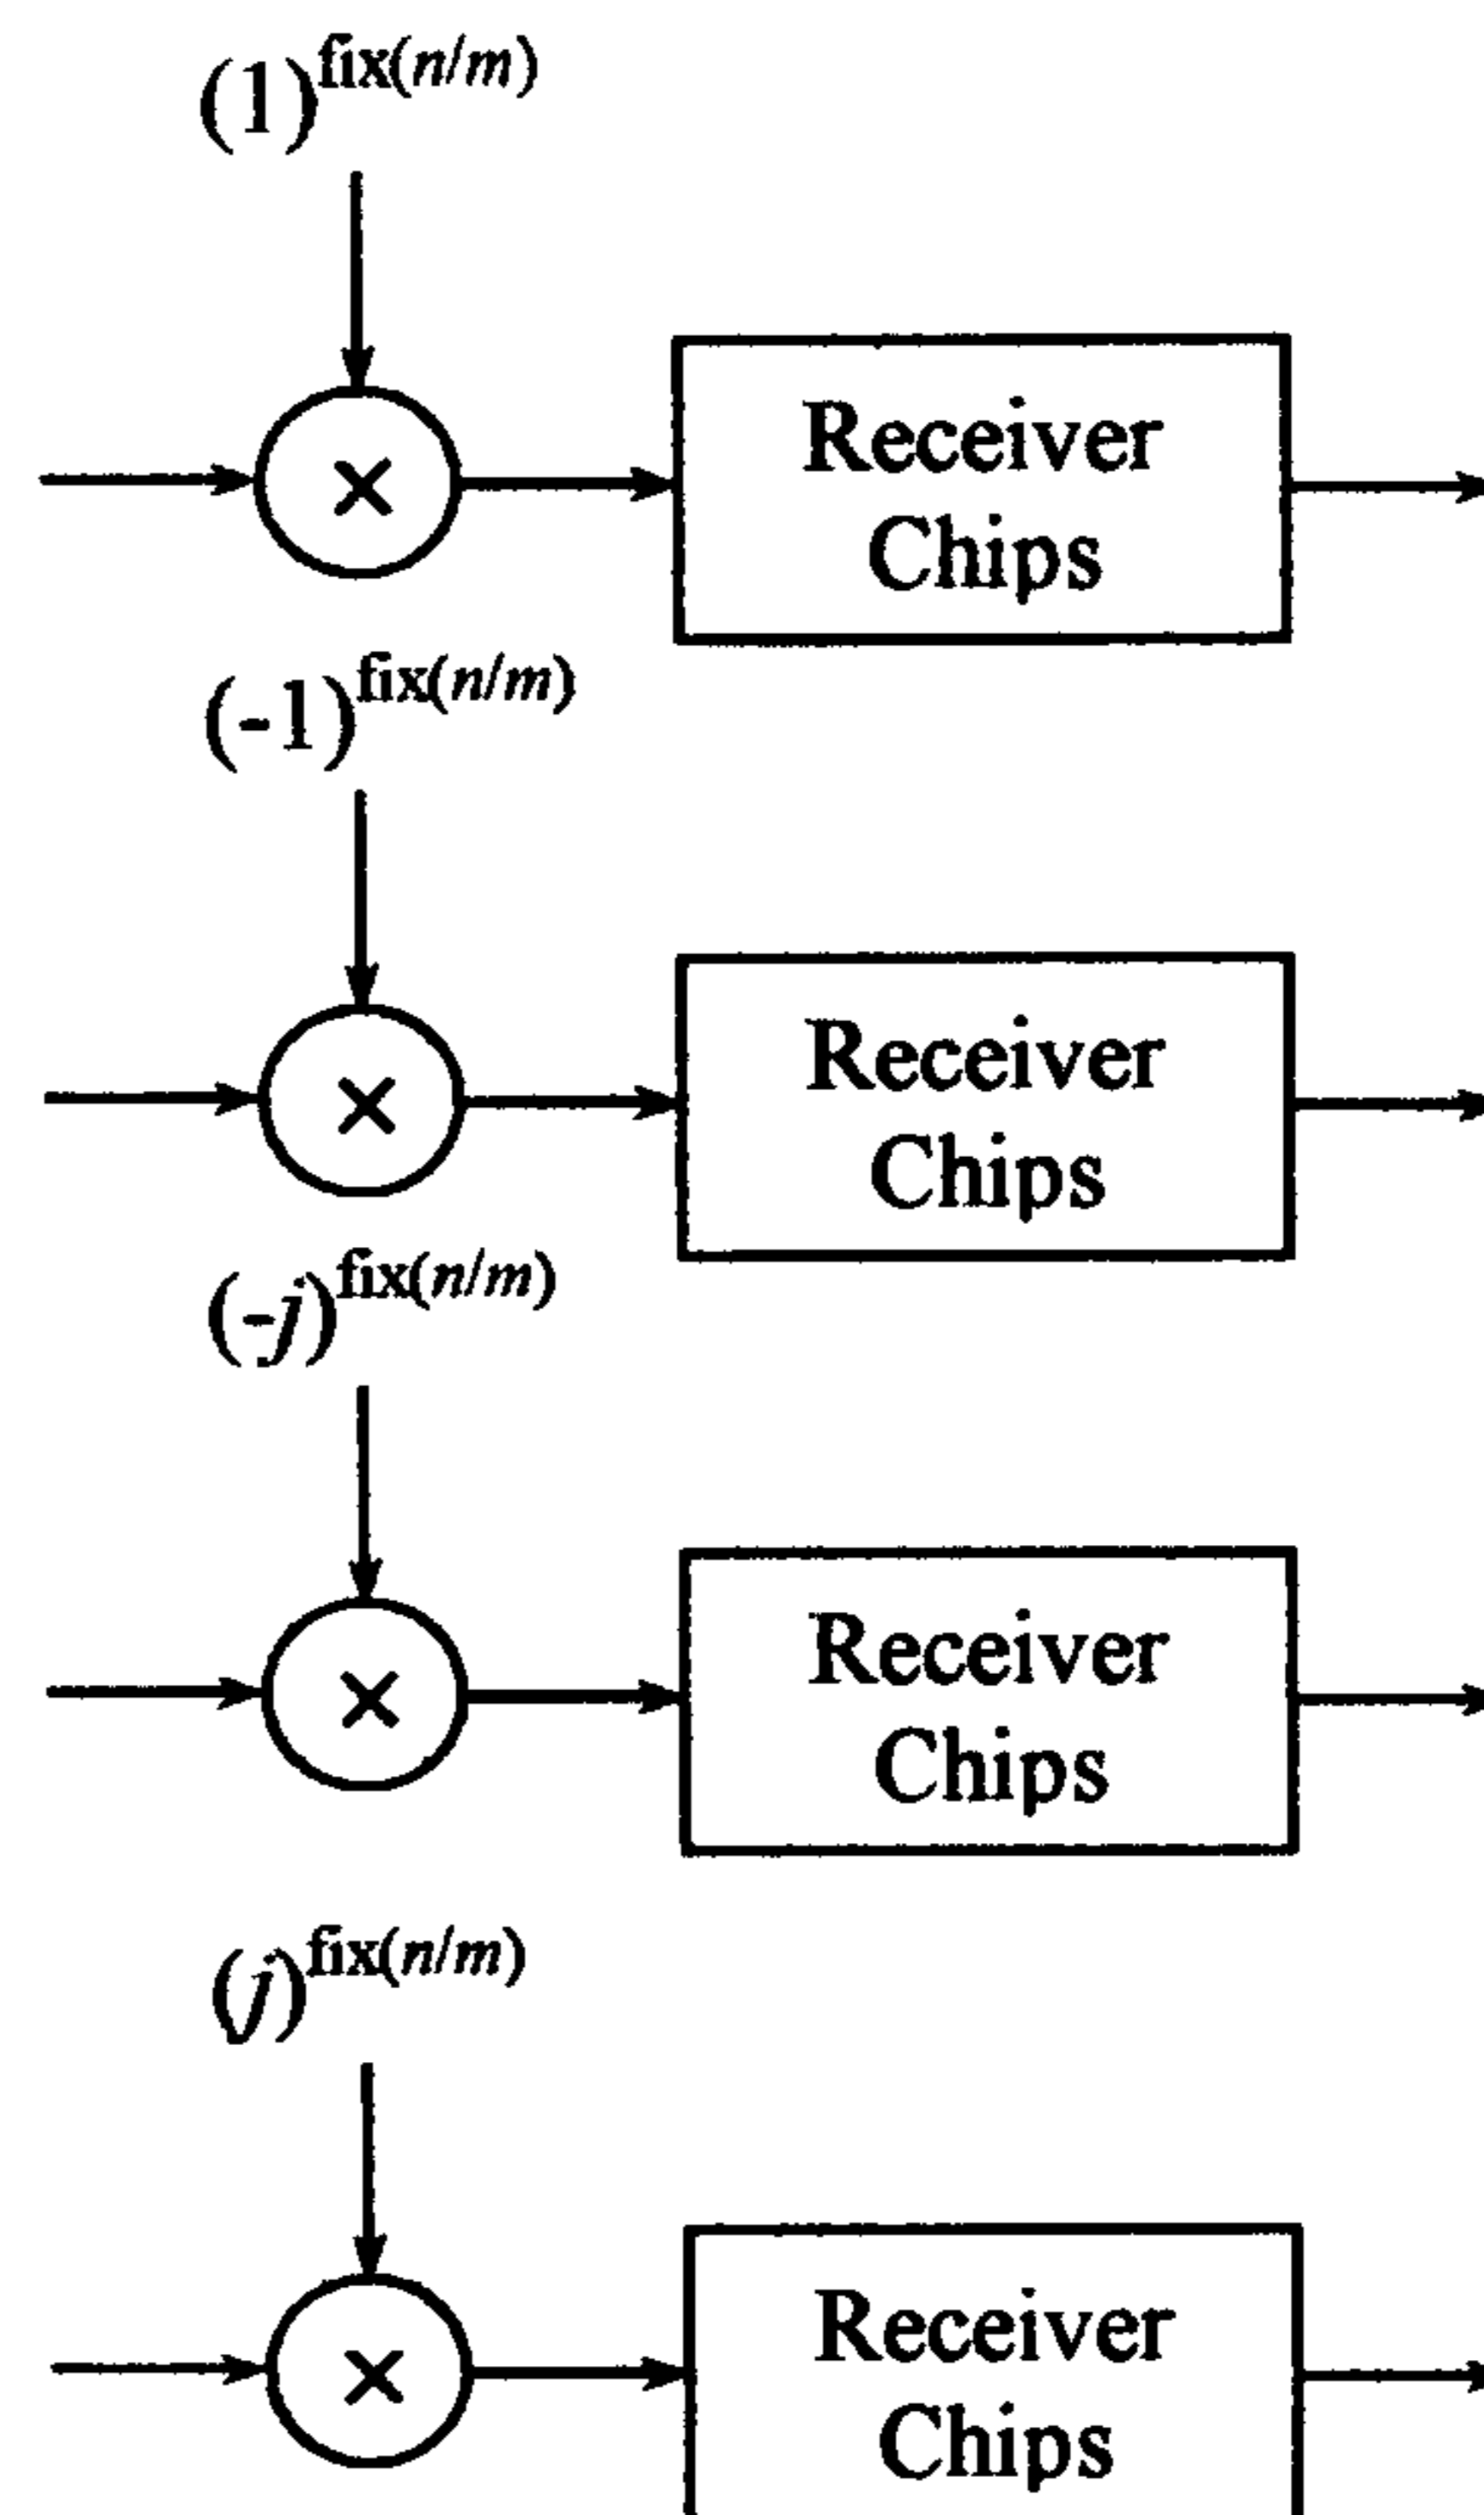 (1)^fix(n/m)
×
Receiver
Chips
(-1)^fix(n/m)
×
Receiver
Chips
(-j)^fix(n/m)
×
Receiver
Chips
(j)^fix(n/m)
×
Receiver
Chips